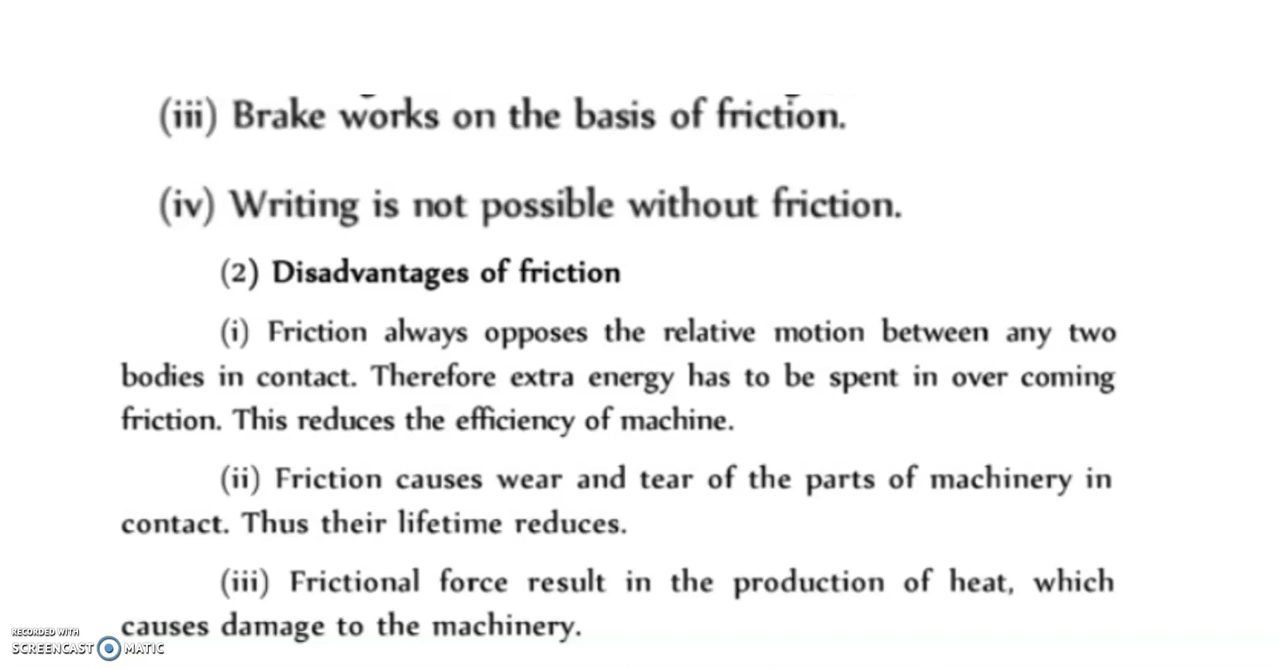 (iii) Brake works on the basis of friction.
(iv) Writing is not possible without friction.
(2) Disadvantages of friction
(i) Friction always opposes the relative motion between any two
bodies in contact. Therefore extra energy has to be spent in over coming
friction. This reduces the efficiency of machine.
(ii) Friction causes wear and tear of the parts of machinery in
contact. Thus their lifetime reduces.
(iii) Frictional force result in the production of heat, which
causes damage to the machinery.
RECORDED WITH
SCREENCAST MATIC